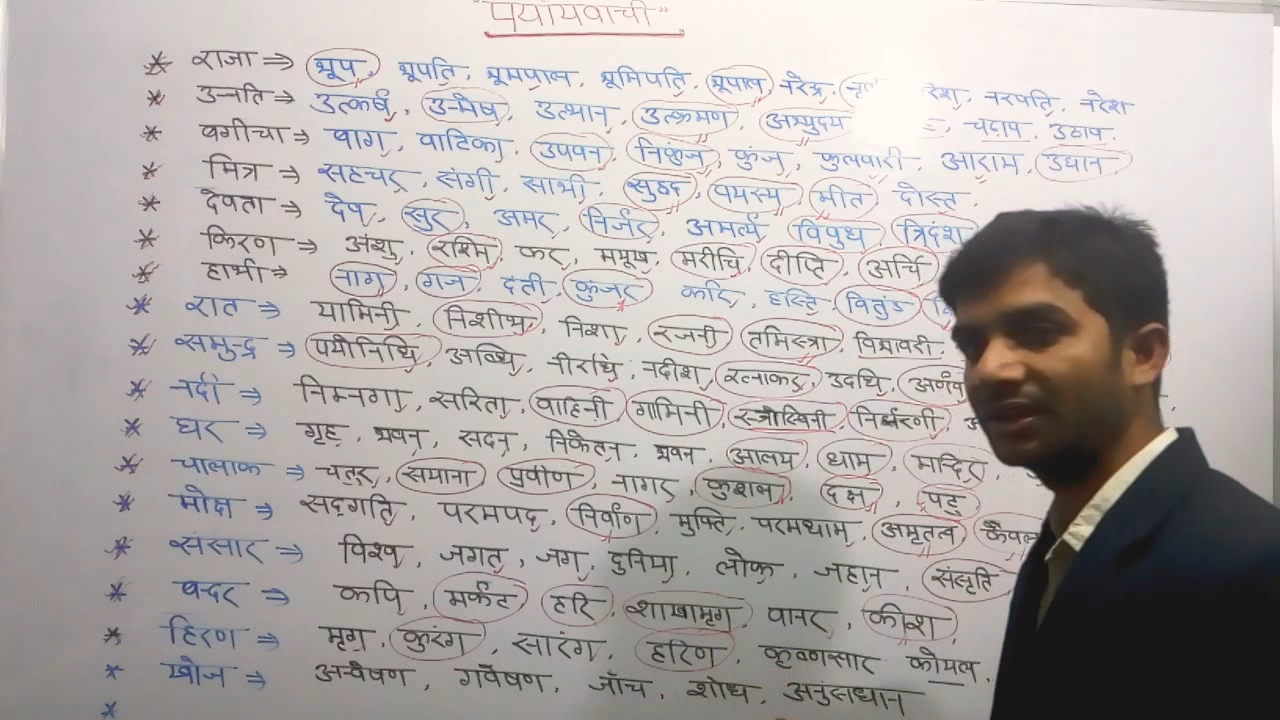 "पर्यायवाची"
* राजा ⇒ भूप, भूपति, भूमपाल, भूमिपति, भूपाल, नरेन्द्र, नरपति, नरेश
* उन्नति ⇒ उत्कर्ष, उन्मेष, उत्थान, उत्क्रमण, अभ्युदय चढ़ाव, उठाव,
* बगीचा ⇒ बाग, वाटिका, उपवन, निकुंज, कुंज, फुलवारी, आराम, उद्यान
* मित्र ⇒ सहचर, संगी, साथी, सुहृद, वयस्य, मीत, दोस्त,
* देवता ⇒ देव, सुर, अमर, निर्जर, अमर्त्य, विवुध, त्रिदश
* किरण ⇒ अंशु, रश्मि, कर, मयूख, मरीचि, दीप्ति, अर्चि
* हाथी ⇒ नाग, गज, दंती, कुंजर, करि, हस्ति, वितुंड
* रात ⇒ यामिनी, निशीथ, निशा, रजनी, तमिस्त्रा, विभावरी,
* समुन्द्र ⇒ पयोनिधि, अब्धि, नीरधि, नदीश, रत्नाकर, उदधि,
* नदी ⇒ निम्नगा, सरिता, वाहिनी, गामिनी, स्त्रोतस्विनी, निर्झरणी,
* घर ⇒ गृह, भवन, सदन, निकेतन, भवन, आलय, धाम, मन्दिर,
* चालाक ⇒ चतुर, सयाना, प्रवीण, नागर, कुशल, दक्ष, पटु
* मोक्ष ⇒ सद्गति, परमपद, निर्वाण, मुक्ति, परमधाम, अमृतत्व
* संसार ⇒ विश्व, जगत, जग, दुनिया, लोक, जहान, संसृति
* बन्दर ⇒ कपि, मर्कट, हरि, शाखामृग, वानर, कीश,
* हिरण ⇒ मृग, कुरंग, सारंग, हरिण, कृष्णसार कोयल,
* खोज ⇒ अन्वेषण, गवेषण, जाँच, शोध, अनुसंधान
*